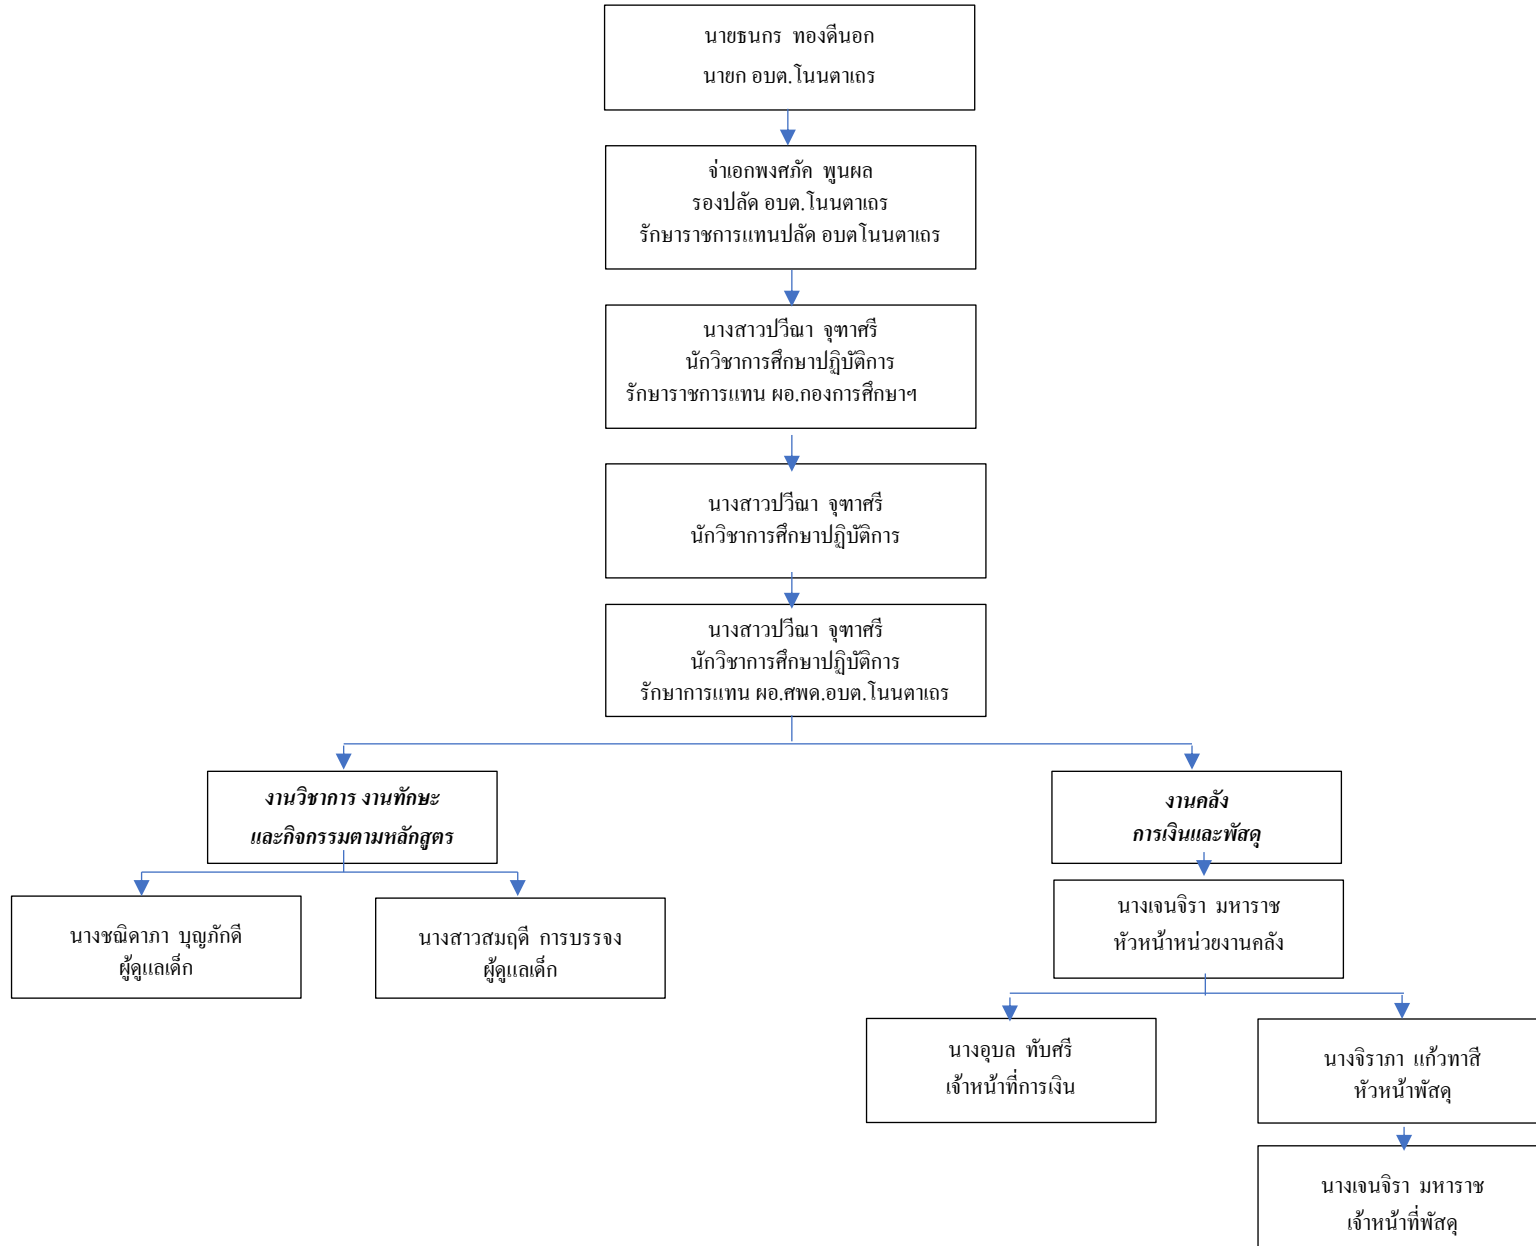 นายธนกร ทองดีนอก
นายก อบต.โนนตาเถร
จ่าเอกพงศภัค พูนผล
รองปลัด อบต.โนนตาเถร
รักษาราชการแทนปลัด อบตโนนตาเถร
นางสาวปวีณา จุฑาศรี
นักวิชาการศึกษาปฏิบัติการ
รักษาราชการแทน ผอ.กองการศึกษาฯ
นางสาวปวีณา จุฑาศรี
นักวิชาการศึกษาปฏิบัติการ
นางสาวปวีณา จุฑาศรี
นักวิชาการศึกษาปฏิบัติการ
รักษาการแทน ผอ.ศพด.อบต.โนนตาเถร
งานวิชาการ งานทักษะ
และกิจกรรมตามหลักสูตร
งานคลัง
การเงินและพัสดุ
นางชณิดาภา บุญภักดี
ผู้ดูแลเด็ก
นางสาวสมฤดี การบรรจง
ผู้ดูแลเด็ก
นางเจนจิรา มหาราช
หัวหน้าหน่วยงานคลัง
นางอุบล ทับศรี
เจ้าหน้าที่การเงิน
นางจิราภา แก้วทาสี
หัวหน้าพัสดุ
นางเจนจิรา มหาราช
เจ้าหน้าที่พัสดุ